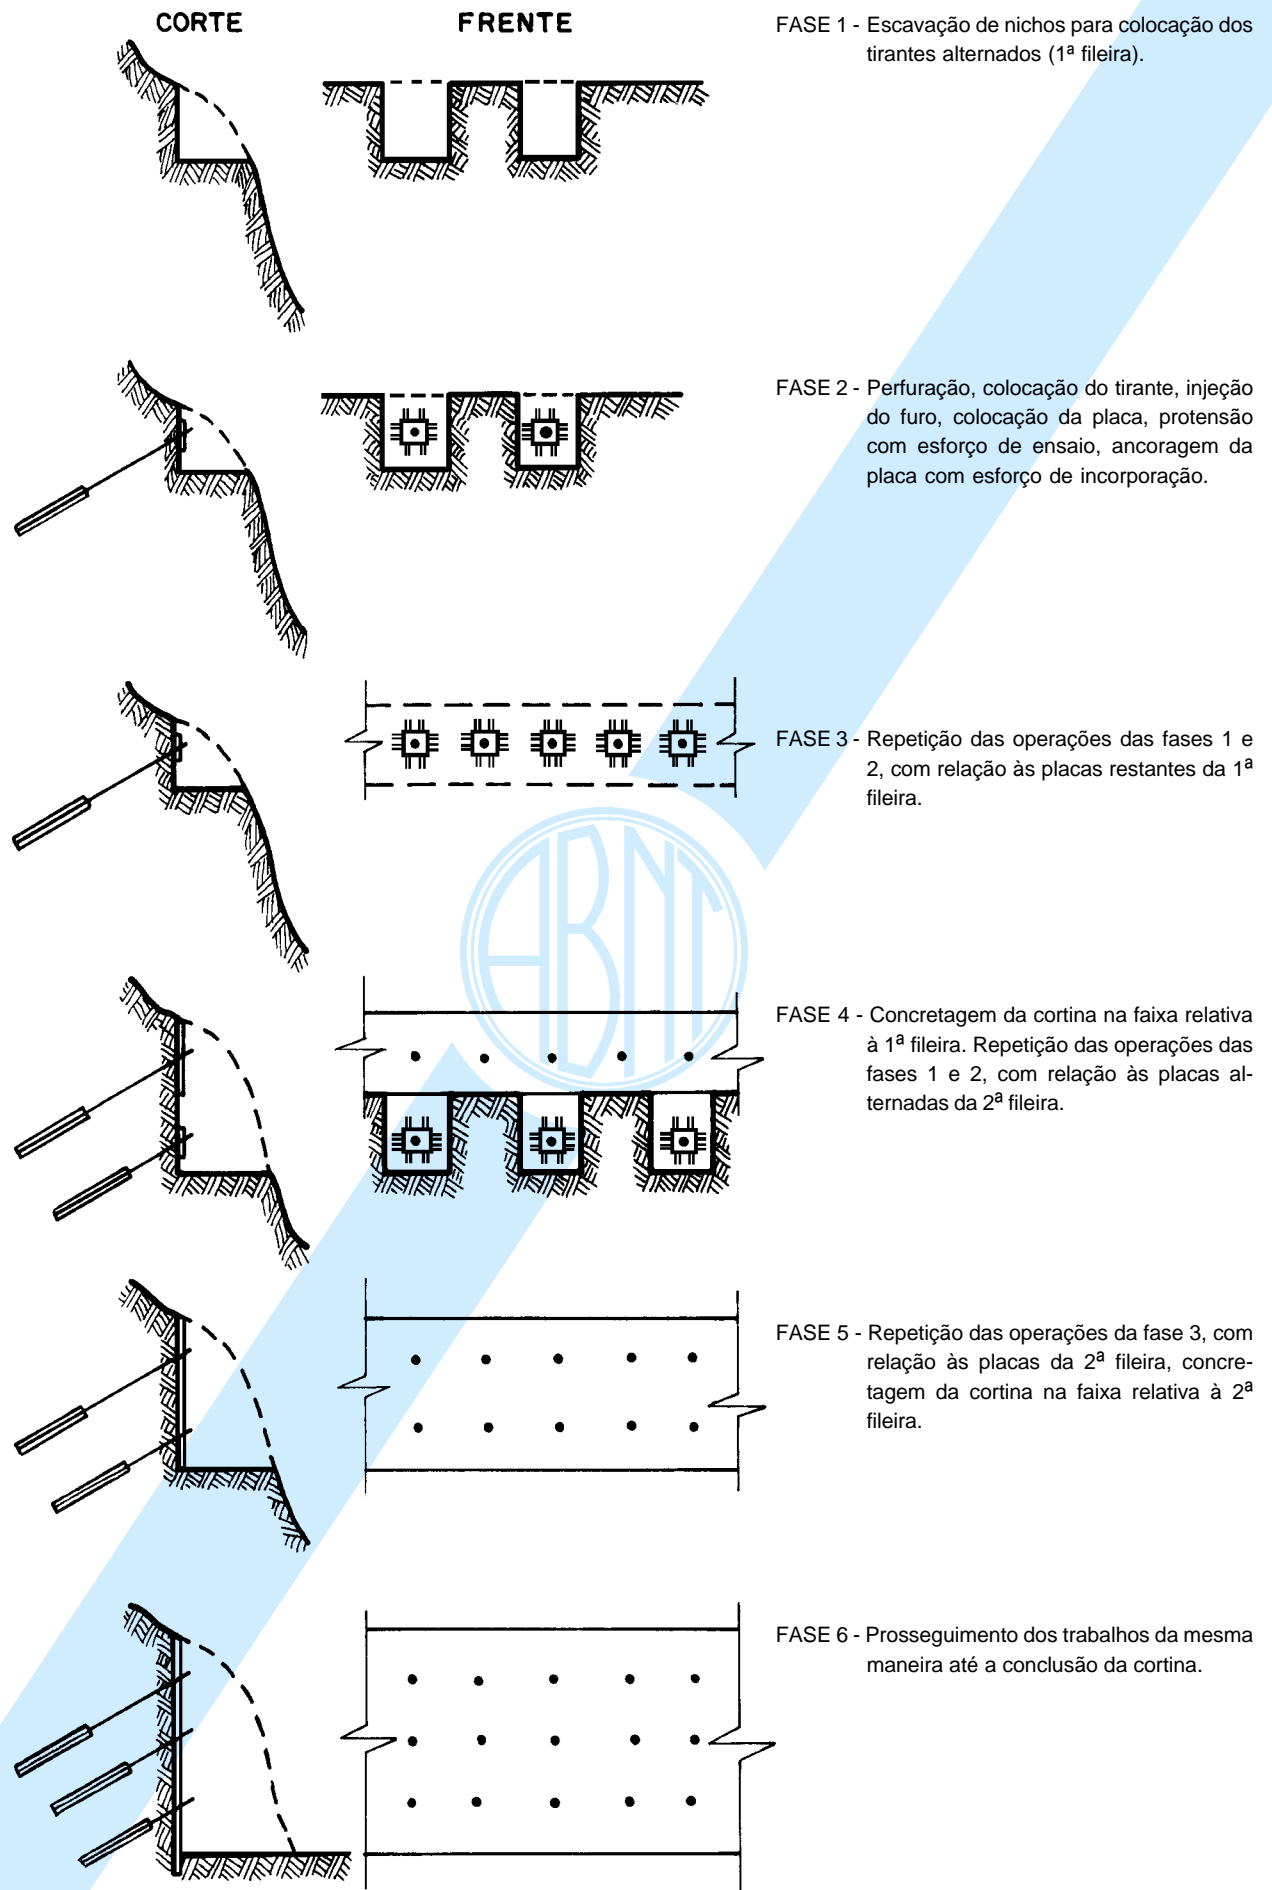 CORTE
FRENTE
FASE 1 - Escavação de nichos para colocação dos
tirantes alternados (1ª fileira).
FASE 2 - Perfuração, colocação do tirante, injeção
do furo, colocação da placa, protensão
com esforço de ensaio, ancoragem da
placa com esforço de incorporação.
FASE 3 - Repetição das operações das fases 1 e
2, com relação às placas restantes da 1ª
fileira.
ABNT
FASE 4 - Concretagem da cortina na faixa relativa
à 1ª fileira. Repetição das operações das
fases 1 e 2, com relação às placas al-
ternadas da 2ª fileira.
FASE 5 - Repetição das operações da fase 3, com
relação às placas da 2ª fileira, concre-
tagem da cortina na faixa relativa à 2ª
fileira.
FASE 6 - Prosseguimento dos trabalhos da mesma
maneira até a conclusão da cortina.